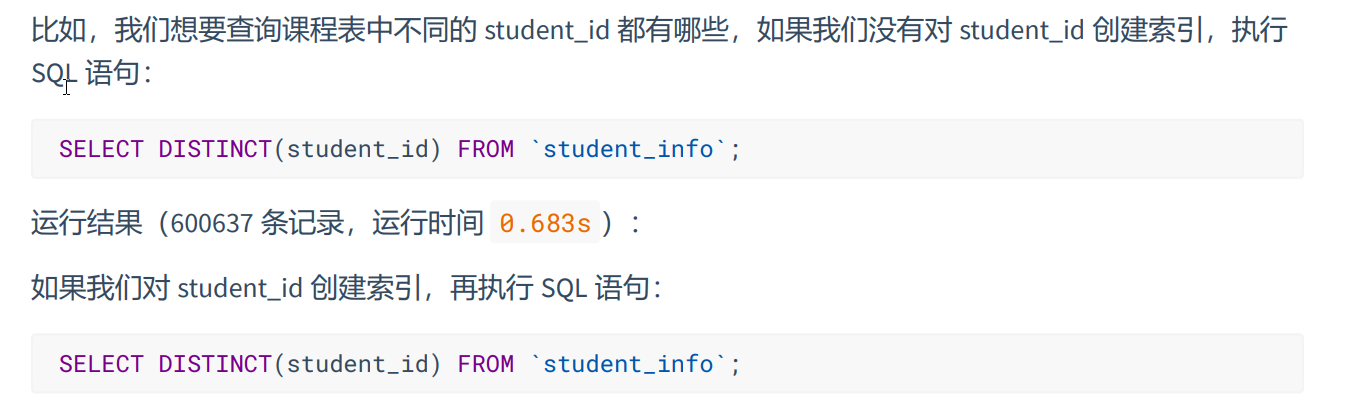 比如，我们想要查询课程表中不同的 student_id 都有哪些，如果我们没有对 student_id 创建索引，执行
SQL 语句：
SELECT DISTINCT(student_id) FROM `student_info`;
运行结果（600637 条记录，运行时间 0.683s）：
如果我们对 student_id 创建索引，再执行 SQL 语句：
SELECT DISTINCT(student_id) FROM `student_info`;